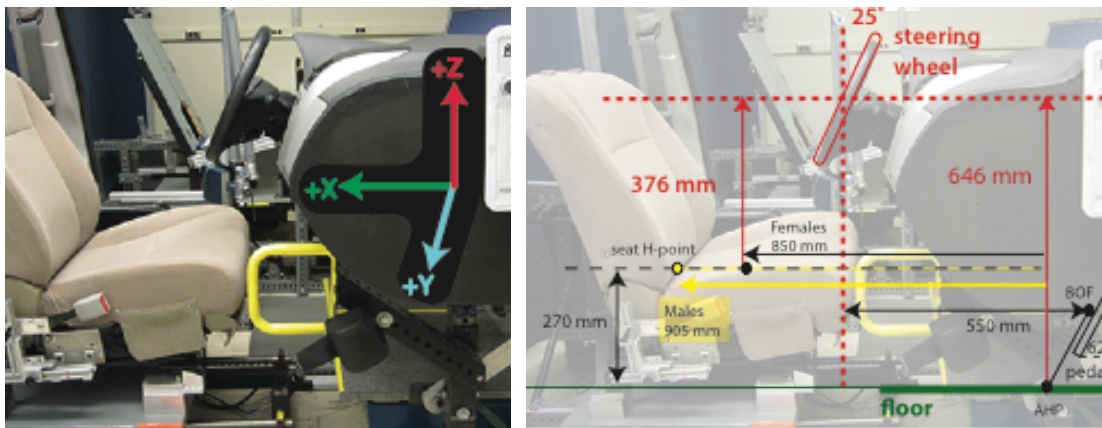 +Z
+X
+Y
25°
steering
wheel
376 mm
646 mm
Females
850 mm
seat H-point
BOF
Males
905 mm
270 mm
550 mm
floor
AHP